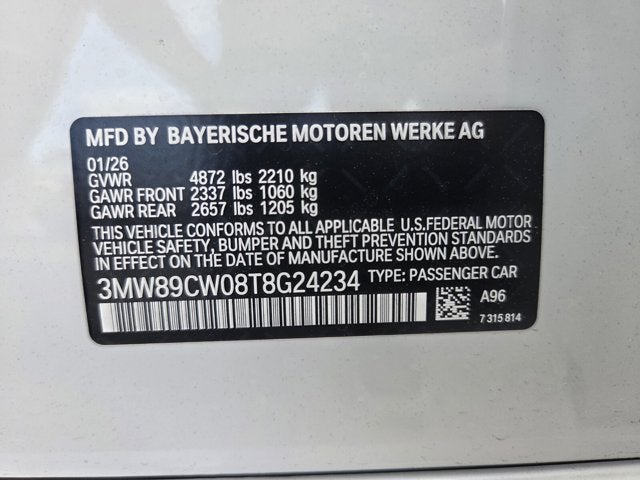 MFD BY BAYERISCHE MOTOREN WERKE AG
01/26
GVWR 4872 lbs 2210 kg
GAWR FRONT 2337 lbs 1060 kg
GAWR REAR 2657 lbs 1205 kg
THIS VEHICLE CONFORMS TO ALL APPLICABLE U.S.FEDERAL MOTOR
VEHICLE SAFETY, BUMPER AND THEFT PREVENTION STANDARDS
IN EFFECT ON THE DATE OF MANUFACTURE SHOWN ABOVE.
3MW89CW08T8G24234 TYPE: PASSENGER CAR
A96
7 315 814